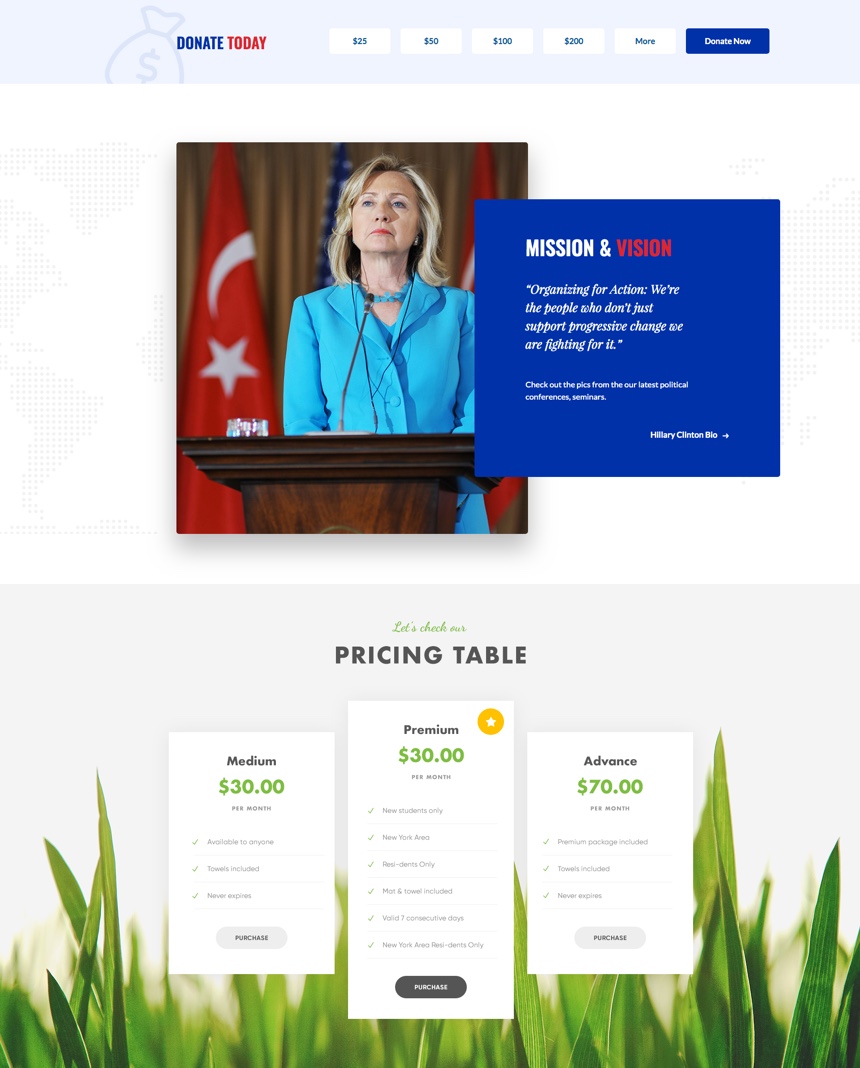 DONATE TODAY
$25
$50
$100
$200
More
Donate Now
$
MISSION & VISION
“Organizing for Action: We’re
the people who don’t just
support progressive change we
are fighting for it.”
Check out the pics from the our latest political
conferences, seminars.
Hillary Clinton Bio →
Let's check our
PRICING TABLE
Medium
$30.00
PER MONTH
Available to anyone
Towels included
Never expires
PURCHASE
Premium
$30.00
PER MONTH
New students only
New York Area
Resi-dents Only
Mat & towel included
Valid 7 consecutive days
New York Area Resi-dents Only
PURCHASE
Advance
$70.00
PER MONTH
Premium package included
Towels included
Never expires
PURCHASE